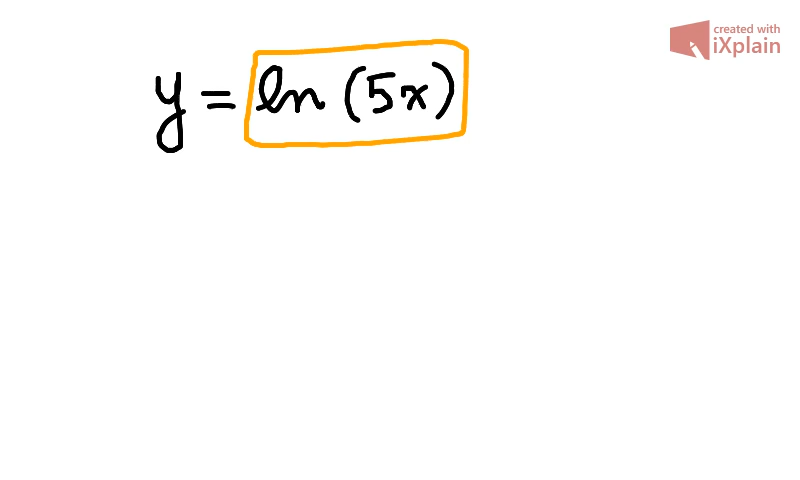 created with
iXplain
y = ln (5x)